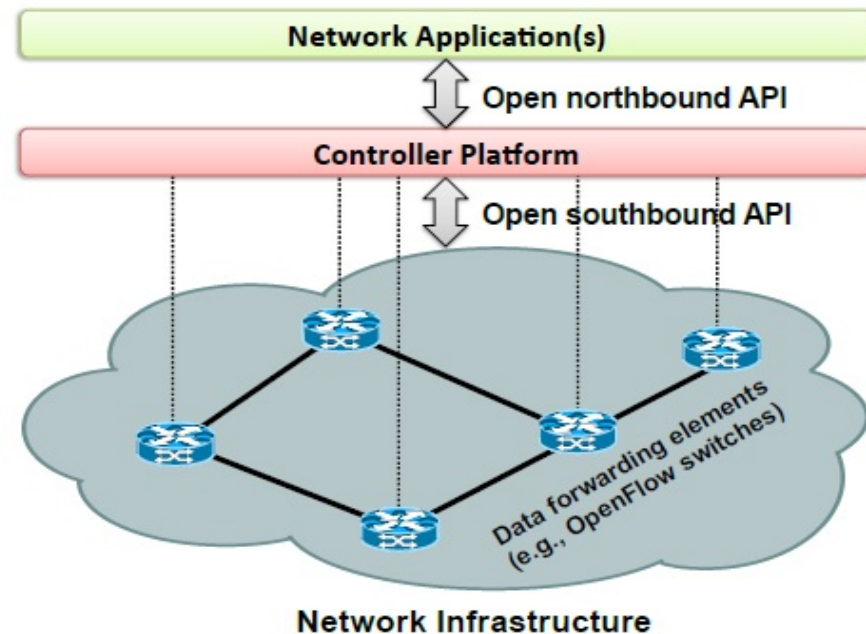 Network Application(s)
Open northbound API
Controller Platform
Open southbound API
Data forwarding elements
(e.g., OpenFlow switches)
Network Infrastructure